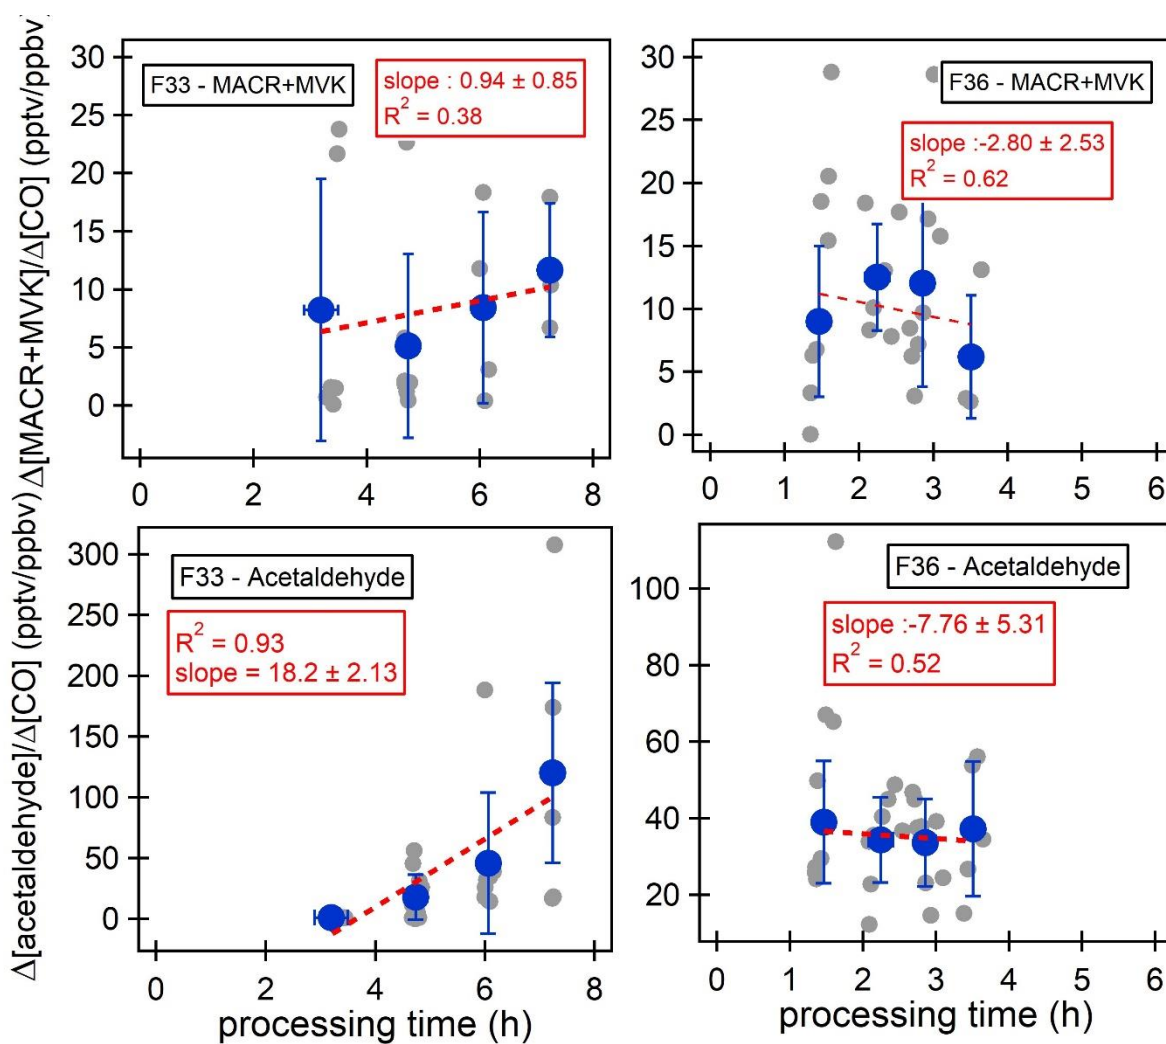 Δ[MACR+MVK]/Δ[CO] (pptv/ppbv)
30
25
20
15
10
5
0
F33 - MACR+MVK
slope : 0.94 ± 0.85
R² = 0.38
0 2 4 6 8
30
25
20
15
10
5
0
F36 - MACR+MVK
slope :-2.80 ± 2.53
R² = 0.62
0 1 2 3 4 5 6
Δ[acetaldehyde]/Δ[CO] (pptv/ppbv)
300
250
200
150
100
50
0
F33 - Acetaldehyde
R² = 0.93
slope = 18.2 ± 2.13
0 2 4 6 8
processing time (h)
100
80
60
40
20
F36 - Acetaldehyde
slope :-7.76 ± 5.31
R² = 0.52
0 1 2 3 4 5 6
processing time (h)